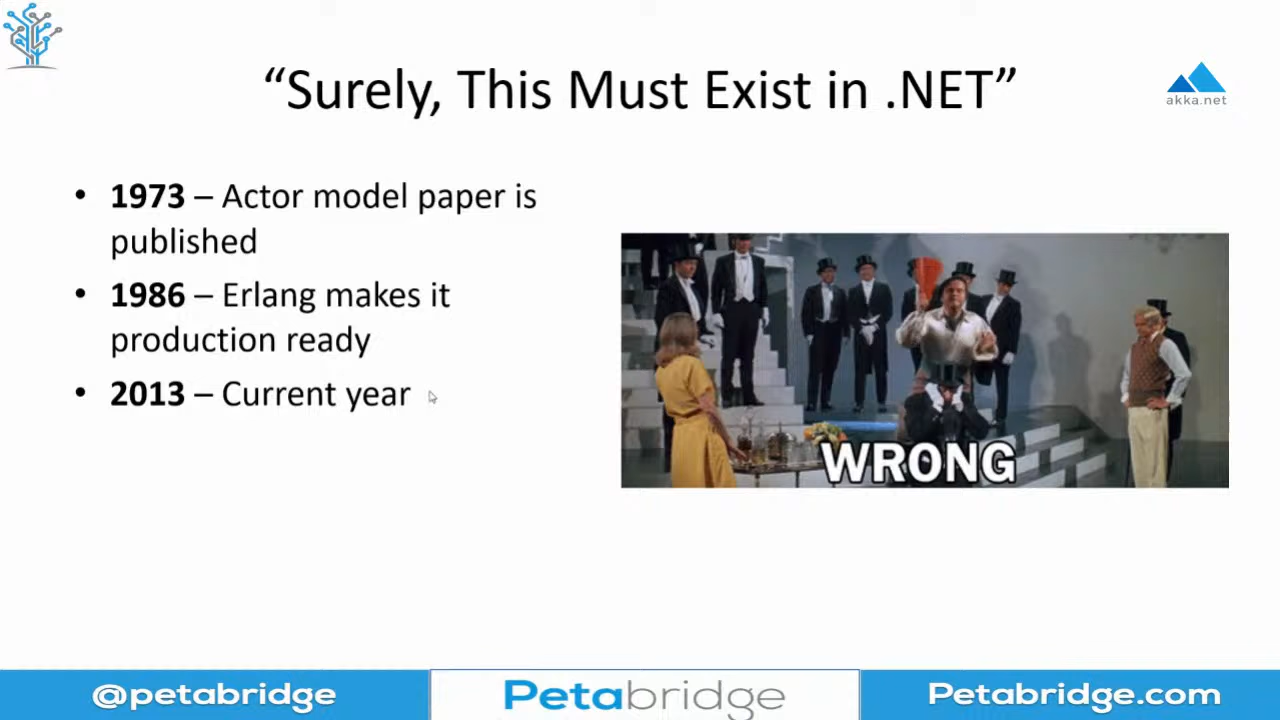 “Surely, This Must Exist in .NET”
akka.net
• 1973 – Actor model paper is
published
• 1986 – Erlang makes it
production ready
• 2013 – Current year
WRONG
@petabridge
Petabridge
Petabridge.com